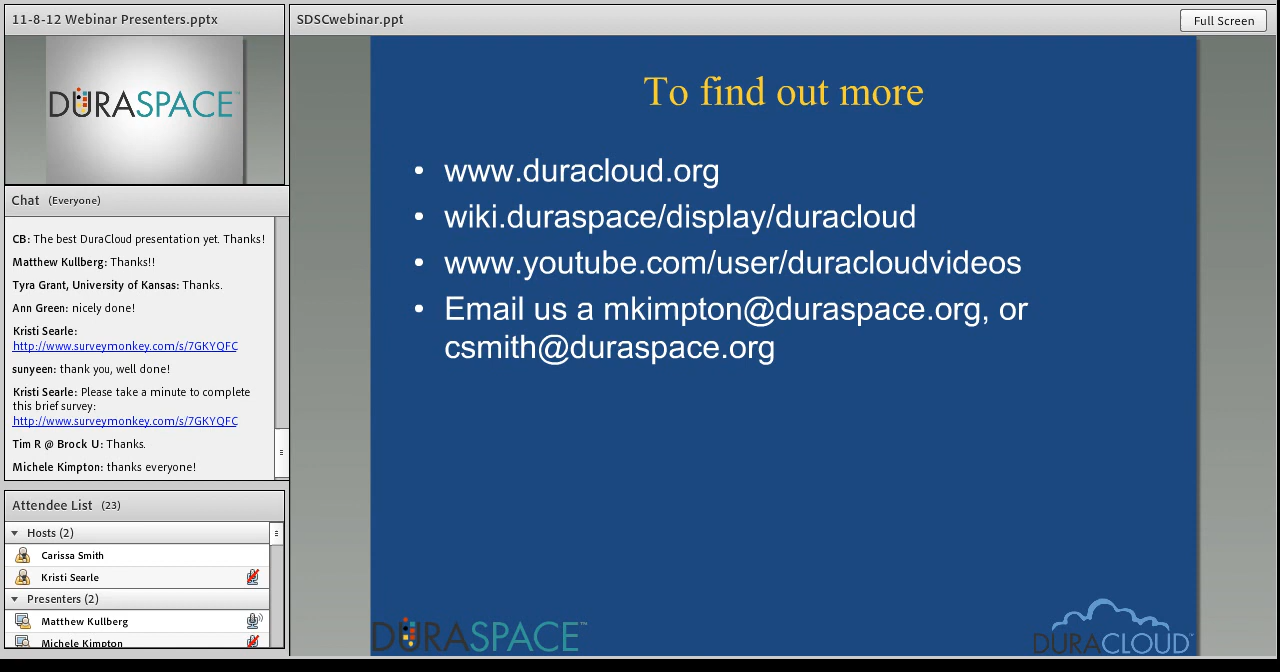 11-8-12 Webinar Presenters.pptx
DURASPACE™
Chat (Everyone)
CB: The best DuraCloud presentation yet. Thanks!
Matthew Kullberg: Thanks!!
Tyra Grant, University of Kansas: Thanks.
Ann Green: nicely done!
Kristi Searle:
http://www.surveymonkey.com/s/7GKYQFC
sunyeen: thank you, well done!
Kristi Searle: Please take a minute to complete
this brief survey:
http://www.surveymonkey.com/s/7GKYQFC
Tim R @ Brock U: Thanks.
Michele Kimpton: thanks everyone!
Attendee List (23)
Hosts (2)
Carissa Smith
Kristi Searle
Presenters (2)
Matthew Kullberg
Michele Kimpton
SDSCwebinar.ppt
Full Screen
To find out more
• www.duracloud.org
• wiki.duraspace/display/duracloud
• www.youtube.com/user/duracloudvideos
• Email us a mkimpton@duraspace.org, or
csmith@duraspace.org
DURASPACE™
DURACLOUD™